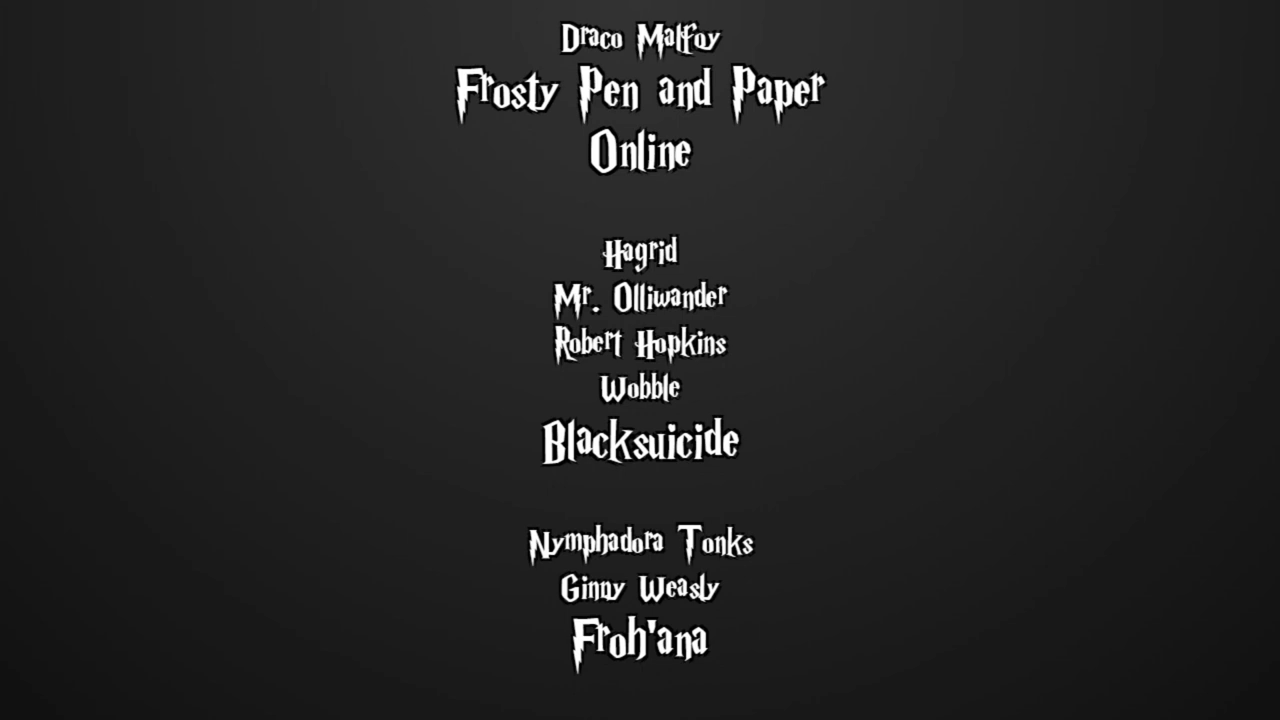 Draco Malfoy
Frosty Pen and Paper
Online
Hagrid
Mr. Olliwander
Robert Hopkins
Wobble
Blacksuicide
Nymphadora Tonks
Ginny Weasly
Froh'ana